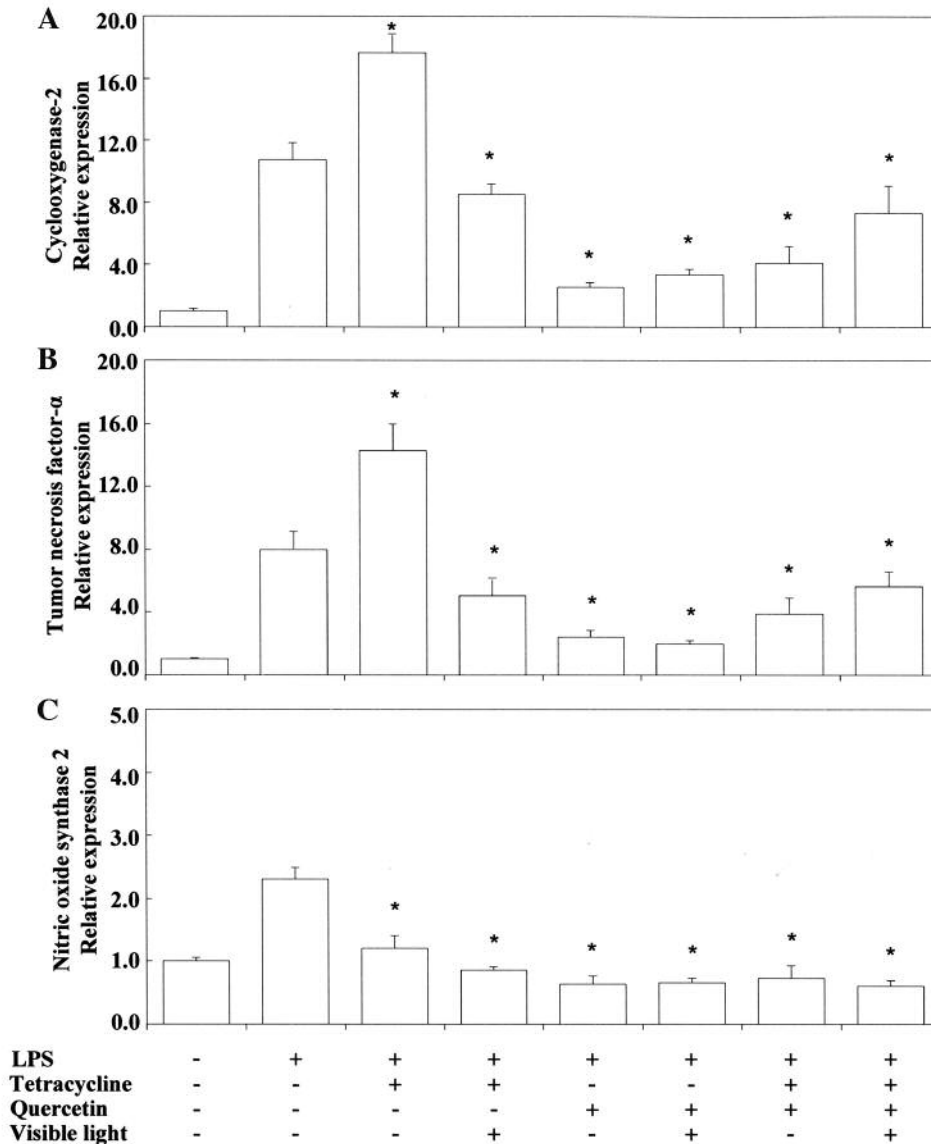 A
Cyclooxygenase-2
Relative expression
20.0
16.0
12.0
8.0
4.0
0.0
*
*
*
*
*
*
B
Tumor necrosis factor-α
Relative expression
20.0
16.0
12.0
8.0
4.0
0.0
*
*
*
*
*
*
C
Nitric oxide synthase 2
Relative expression
5.0
4.0
3.0
2.0
1.0
0.0
*
*
*
*
*
*
LPS - + + + + + + +
Tetracycline - - + + - - + +
Quercetin - - - - + + + +
Visible light - - - + - + - +